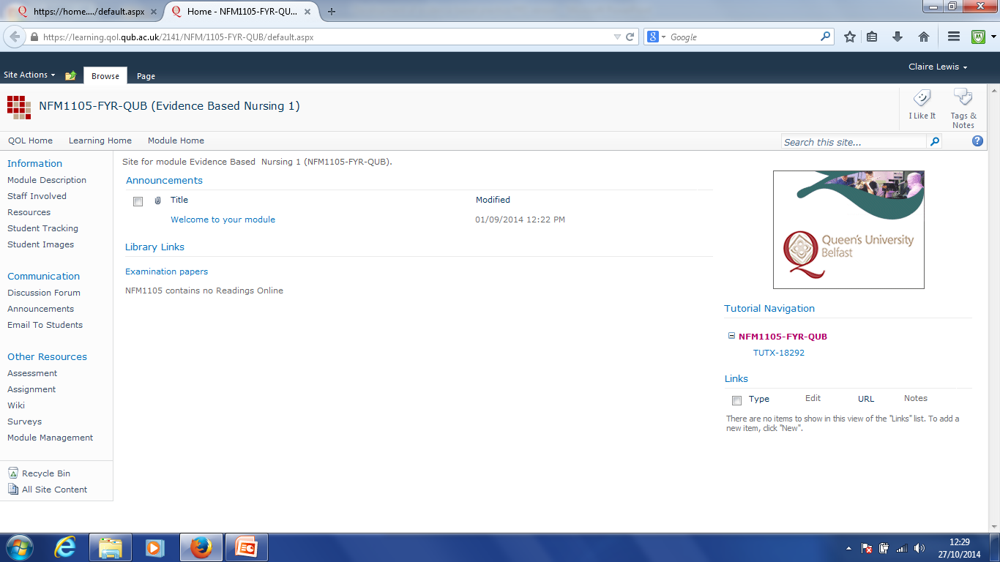 https://home..../default.aspx
Home - NFM1105-FYR-QU...
https://learning.qol.qub.ac.uk/2141/NFM/1105-FYR-QUB/default.aspx
Google
Claire Lewis
Site Actions
Browse
Page
NFM1105-FYR-QUB (Evidence Based Nursing 1)
I Like It
Tags &
Notes
QOL Home
Learning Home
Module Home
Search this site...
Information
Module Description
Staff Involved
Resources
Student Tracking
Student Images
Communication
Discussion Forum
Announcements
Email To Students
Other Resources
Assessment
Assignment
Wiki
Surveys
Module Management
Recycle Bin
All Site Content
Site for module Evidence Based  Nursing 1 (NFM1105-FYR-QUB).
Announcements
Title
Modified
Welcome to your module
01/09/2014 12:22 PM
Library Links
Examination papers
NFM1105 contains no Readings Online
Queen's University
Belfast
Tutorial Navigation
NFM1105-FYR-QUB
TUTX-18292
Links
Type
Edit
URL
Notes
There are no items to show in this view of the "Links" list. To add a
new item, click "New".
12:29
27/10/2014